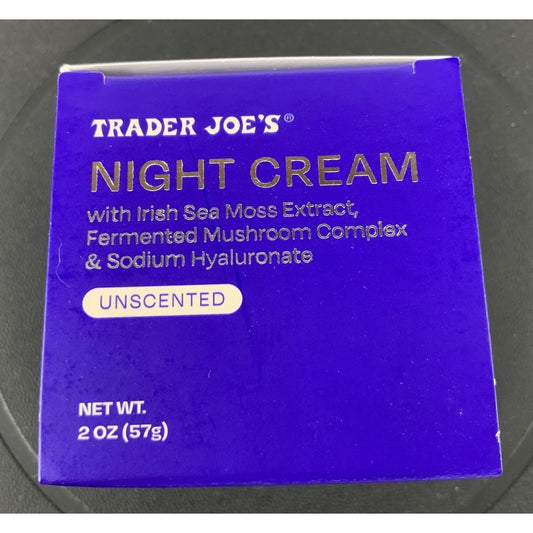 TRADER JOE'S®
NIGHT CREAM
with Irish Sea Moss Extract,
Fermented Mushroom Complex
& Sodium Hyaluronate
UNSCENTED
NET WT.
2 OZ (57g)